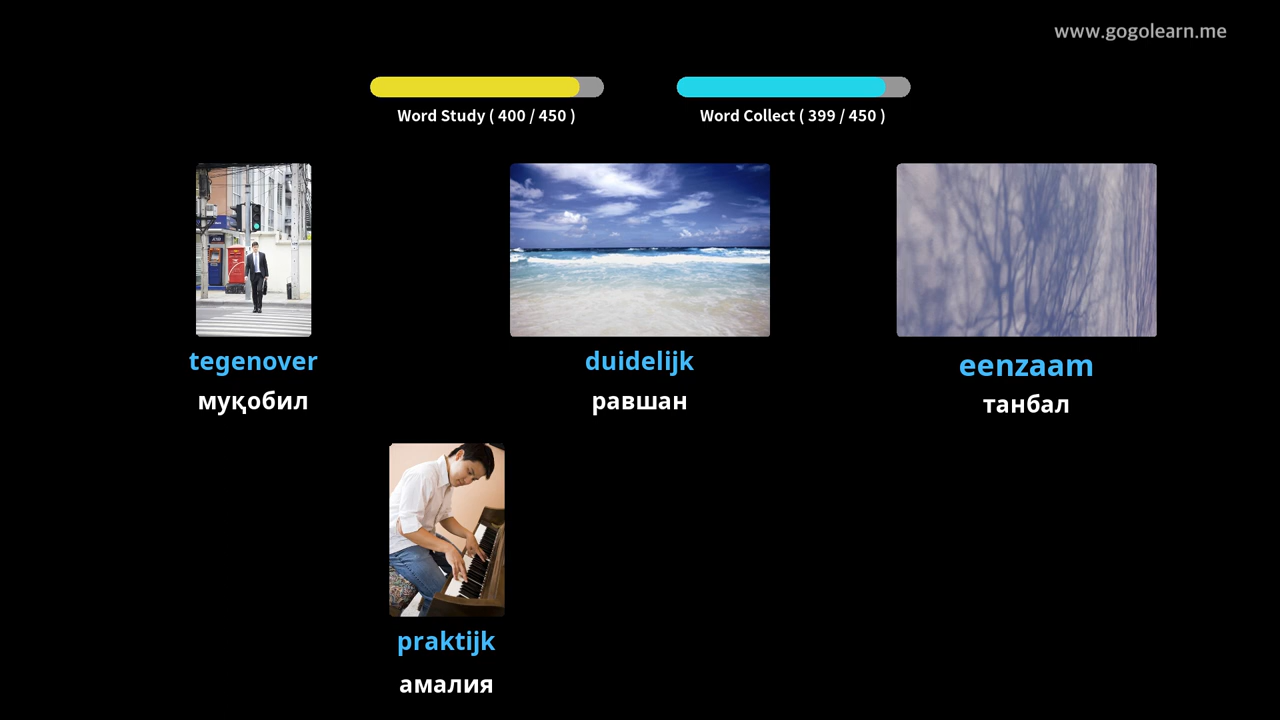 www.gogolearn.me
Word Study ( 400 / 450 )
Word Collect ( 399 / 450 )
tegenover
муқобил
duidelijk
равшан
eenzaam
танбал
praktijk
амалия